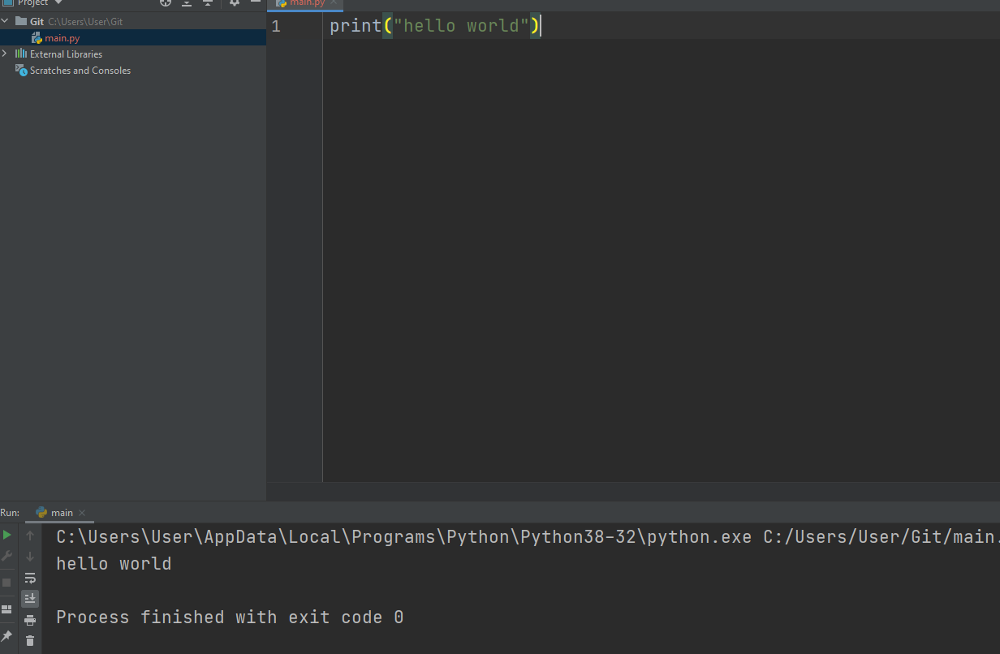 Project
Git C:\Users\User\Git
main.py
External Libraries
Scratches and Consoles
main.py
1 print("hello world")
Run: main
C:\Users\User\AppData\Local\Programs\Python\Python38-32\python.exe C:/Users/User/Git/main.
hello world
Process finished with exit code 0